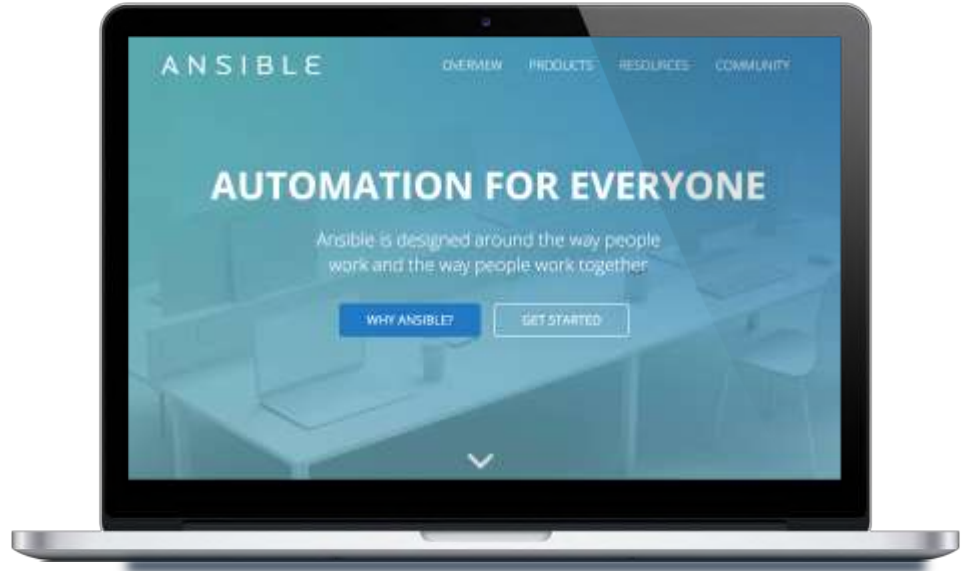 ANSIBLE
OVERVIEW PRODUCTS RESOURCES COMMUNITY
AUTOMATION FOR EVERYONE
Ansible is designed around the way people
work and the way people work together
WHY ANSIBLE? GET STARTED